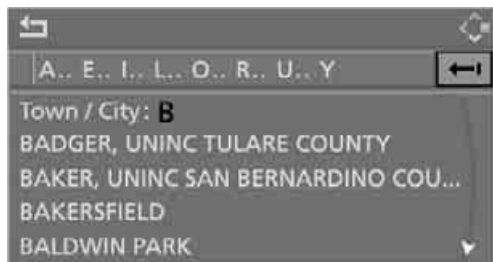 A.. E.. I.. L.. O.. R.. U.. Y
Town / City: B
BADGER, UNINC TULARE COUNTY
BAKER, UNINC SAN BERNARDINO COU...
BAKERSFIELD
BALDWIN PARK